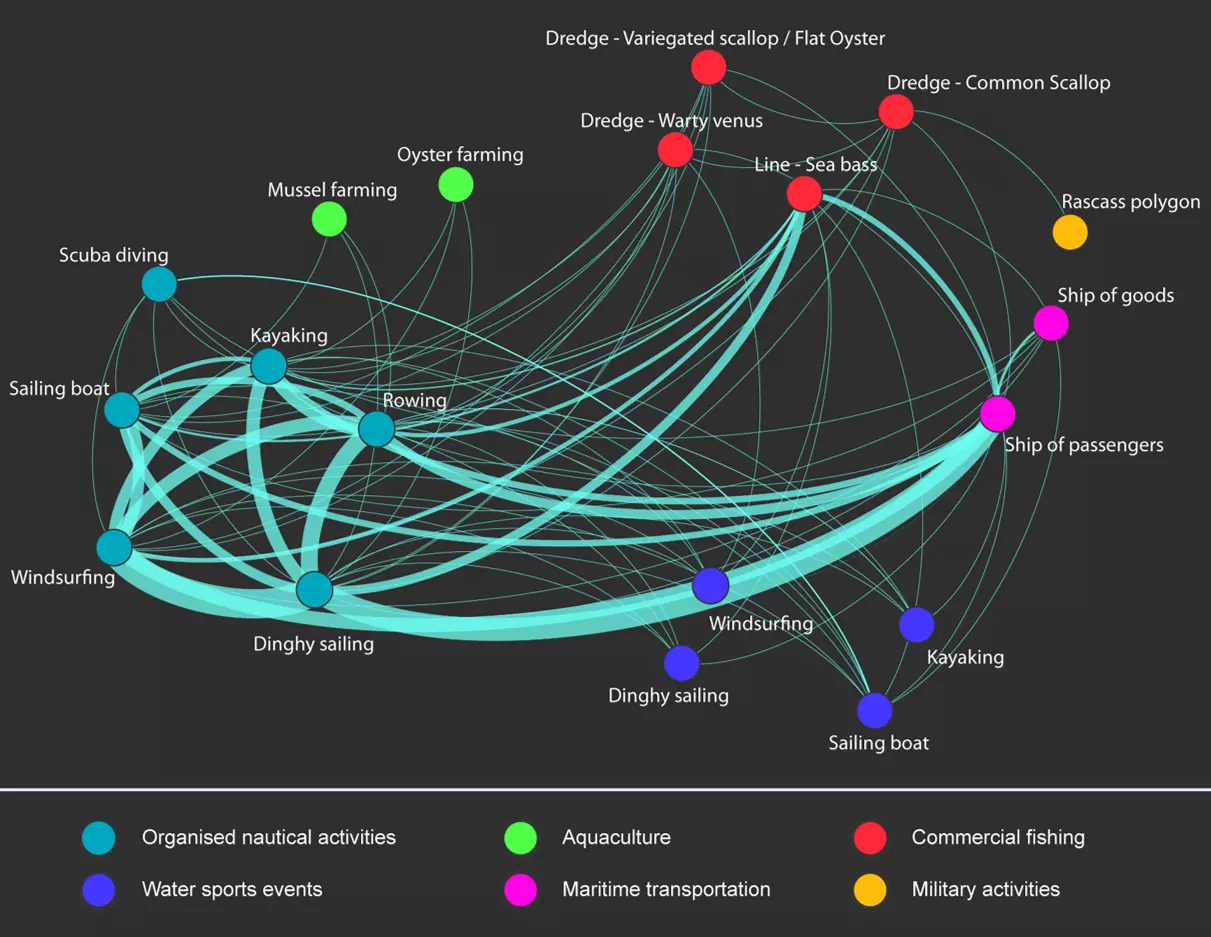 Dredge - Variegated scallop / Flat Oyster
Dredge - Common Scallop
Dredge - Warty venus
Line - Sea bass
Oyster farming
Mussel farming
Rascass polygon
Scuba diving
Ship of goods
Kayaking
Sailing boat
Rowing
Ship of passengers
Windsurfing
Windsurfing
Dinghy sailing
Kayaking
Dinghy sailing
Sailing boat
Organised nautical activities
Aquaculture
Commercial fishing
Water sports events
Maritime transportation
Military activities